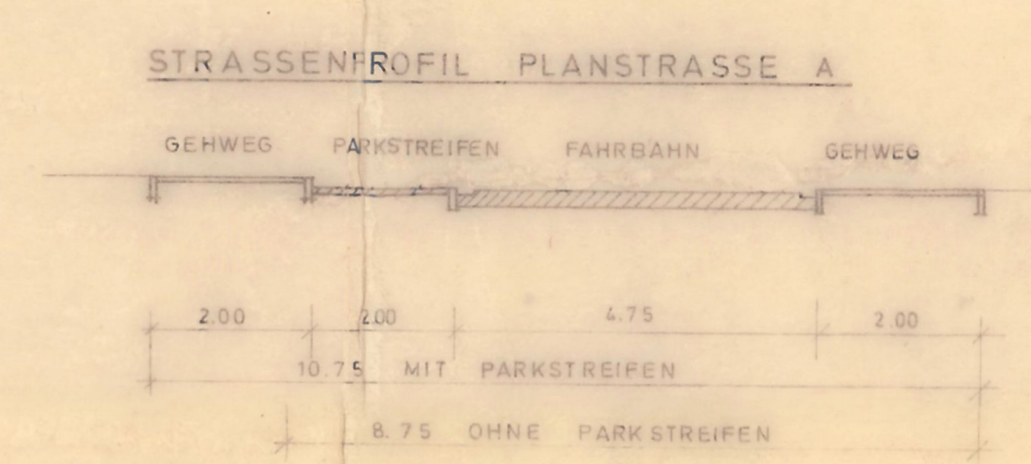 STRASSENPROFIL PLANSTRASSE A
GEHWEG PARKSTREIFEN FAHRBAHN GEHWEG
2.00 2.00 4.75 2.00
10.75 MIT PARKSTREIFEN
8.75 OHNE PARKSTREIFEN